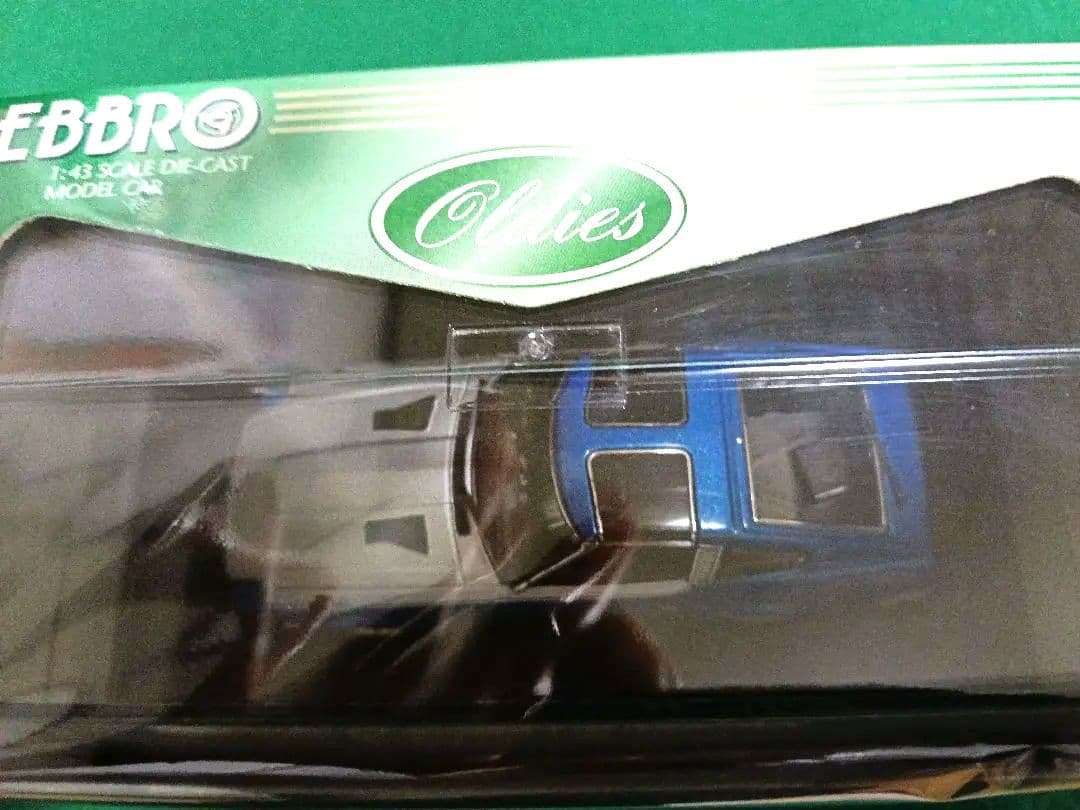 EBBRO
1:43 SCALE DIE-CAST
MODEL CAR
Oldies